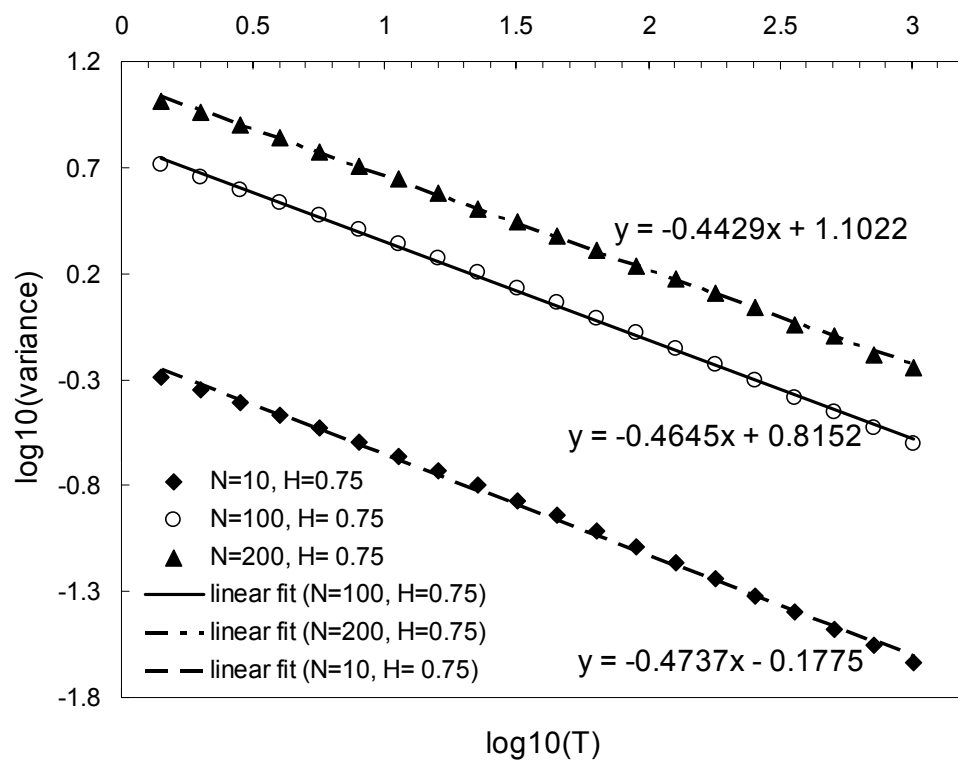 0 0.5 1 1.5 2 2.5 3
1.2
0.7
0.2
-0.3
-0.8
-1.3
-1.8
log10(variance)
y = -0.4429x + 1.1022
y = -0.4645x + 0.8152
N=10, H=0.75
N=100, H= 0.75
N=200, H= 0.75
linear fit (N=100, H=0.75)
linear fit (N=200, H=0.75)
linear fit (N=10, H= 0.75)
y = -0.4737x - 0.1775
log10(T)